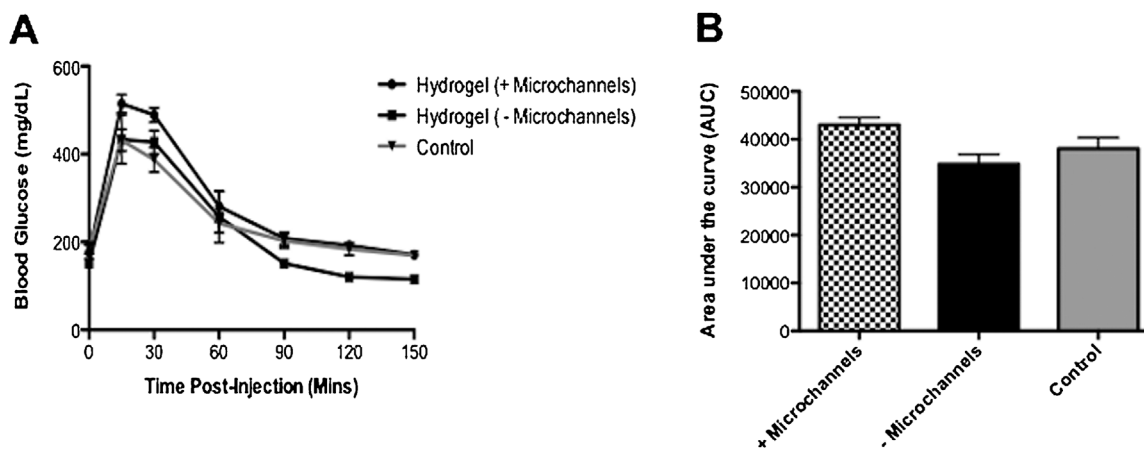 A
Blood Glucose (mg/dL)
600
400
200
0
0 30 60 90 120 150
Time Post-Injection (Mins)
Hydrogel (+ Microchannels)
Hydrogel ( - Microchannels)
Control
B
Area under the curve (AUC)
50000
40000
30000
20000
10000
0
+ Microchannels
- Microchannels
Control